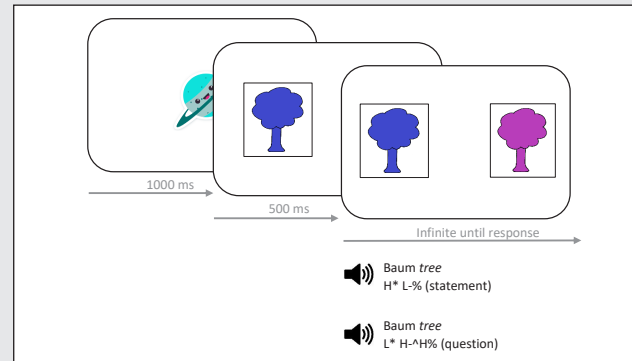 1000 ms
500 ms
Infinite until response
Baum tree
H* L-% (statement)
Baum tree
L* H-^H% (question)